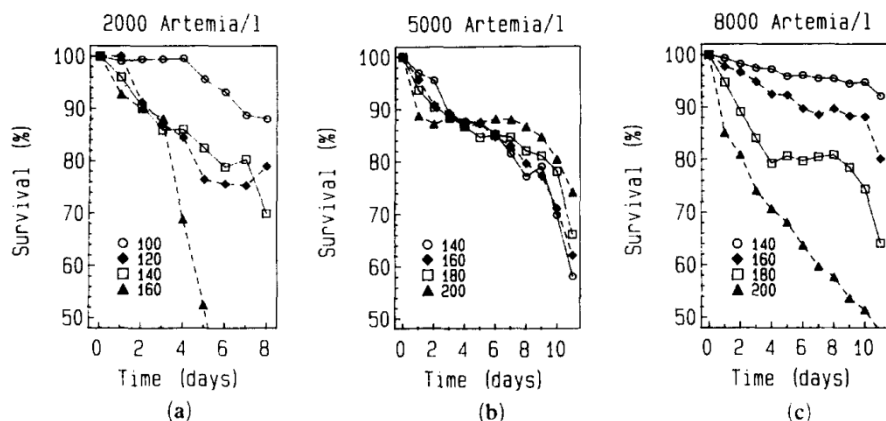 2000 Artemia/l
100
90
80
70
60
50
Survival (%)
100
120
140
160
0 2 4 6 8
Time (days)
(a)
5000 Artemia/l
100
90
80
70
60
50
Survival (%)
140
160
180
200
0 2 4 6 8 10
Time (days)
(b)
8000 Artemia/l
100
90
80
70
60
50
Survival (%)
140
160
180
200
0 2 4 6 8 10
Time (days)
(c)